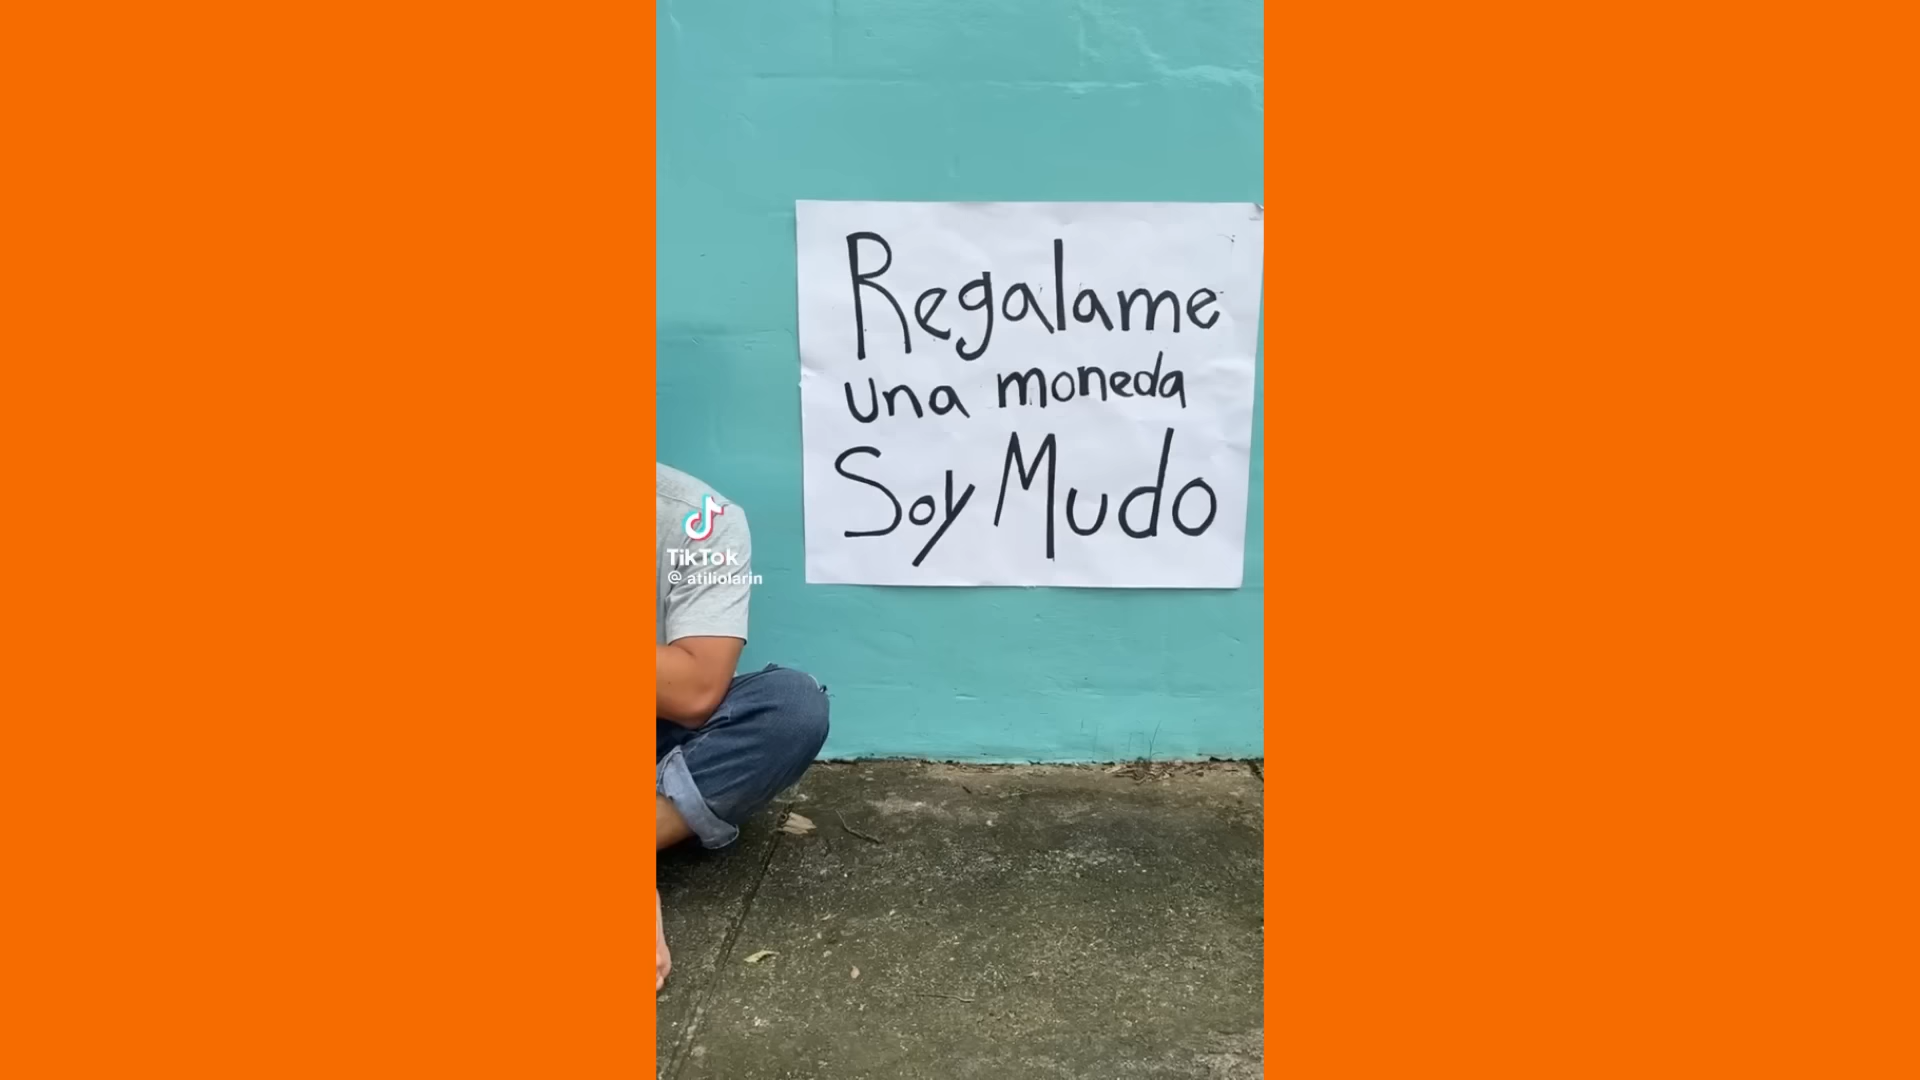 Regalame
una moneda
Soy Mudo
TikTok
@ atiliolarin